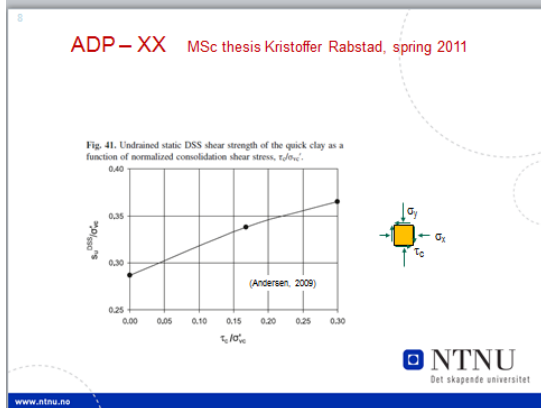 8
ADP – XX MSc thesis Kristoffer Rabstad, spring 2011
Fig. 41. Undrained static DSS shear strength of the quick clay as a
function of normalized consolidation shear stress, τc/σvc'.
0,40
0,35
0,30
0,25
su^DSS/σ'vc
0,00 0,05 0,10 0,15 0,20 0,25 0,30
τc /σ'vc
(Andersen, 2009)
σy
σx
τc
NTNU
Det skapende universitet
www.ntnu.no